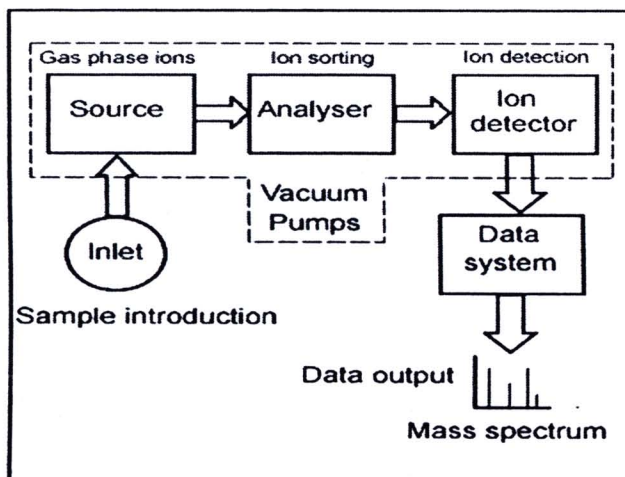 Gas phase ions
Ion sorting
Ion detection
Source
Analyser
Ion
detector
Vacuum
Pumps
Inlet
Sample introduction
Data
system
Data output
Mass spectrum